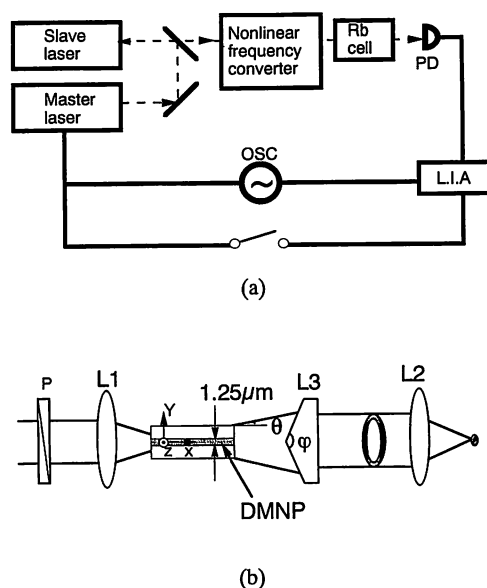 Slave
laser
Master
laser
Nonlinear
frequency
converter
Rb
cell
PD
OSC
~
L.I.A
(a)
P
L1
Y
Z
X
1.25μm
θ
L3
φ
L2
DMNP
(b)